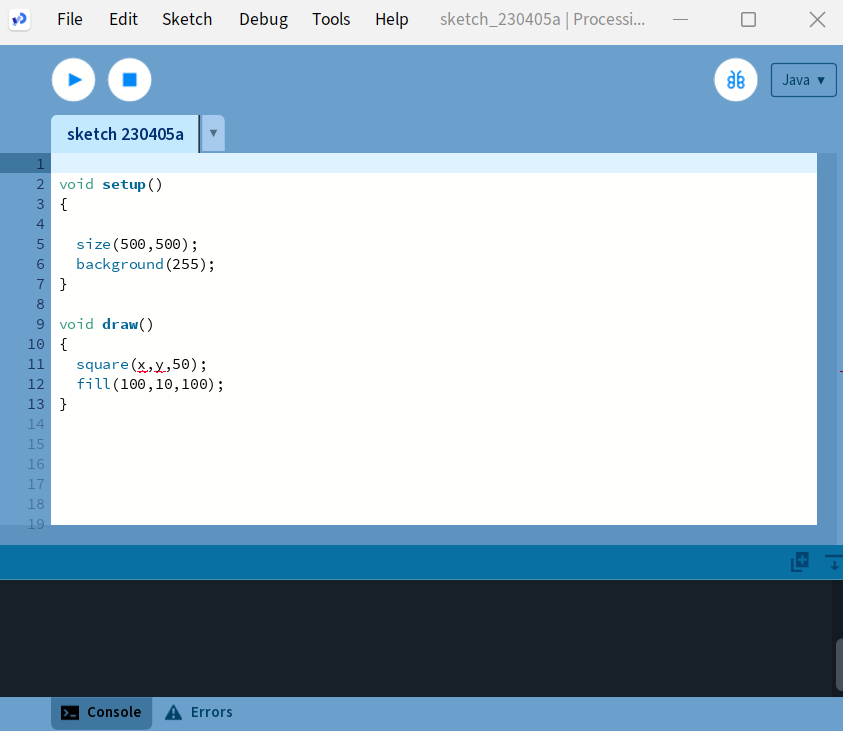 File Edit Sketch Debug Tools Help sketch_230405a | Processi...
Java ▾
sketch 230405a ▾
1
2 void setup()
3 {
4
5 size(500,500);
6 background(255);
7 }
8
9 void draw()
10 {
11 square(x,y,50);
12 fill(100,10,100);
13 }
14
15
16
17
18
19
Console Errors